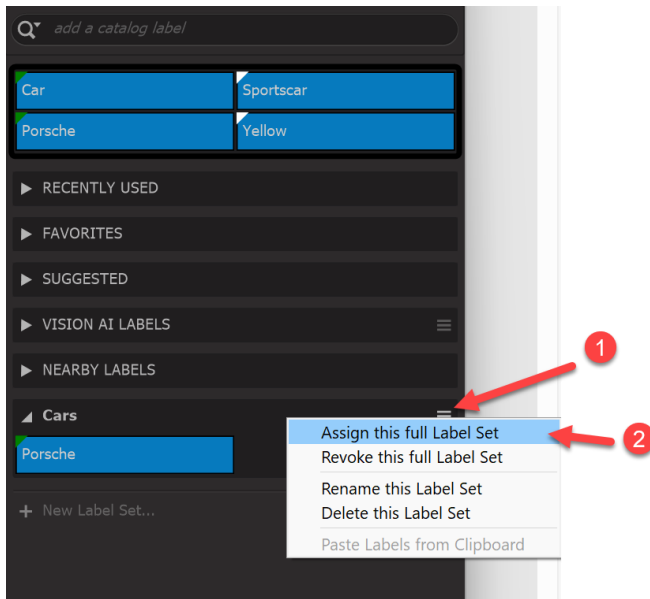 add a catalog label
Car
Sportscar
Porsche
Yellow
RECENTLY USED
FAVORITES
SUGGESTED
VISION AI LABELS
NEARBY LABELS
Cars
Porsche
+ New Label Set...
Assign this full Label Set
Revoke this full Label Set
Rename this Label Set
Delete this Label Set
Paste Labels from Clipboard
1
2